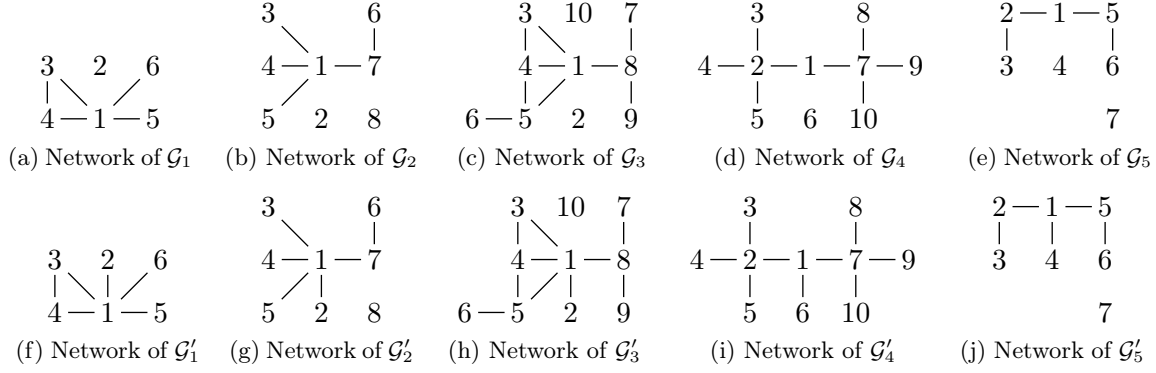 3 6 3 10 7 3 8 2 1 5
3 2 6 4 1 7 4 1 8 4 2 1 7 9 3 4 6
4 1 5 5 2 8 6 5 2 9 5 6 10 7
(a) Network of 𝒢₁ (b) Network of 𝒢₂ (c) Network of 𝒢₃ (d) Network of 𝒢₄ (e) Network of 𝒢₅
3 6 3 10 7 3 8 2 1 5
3 2 6 4 1 7 4 1 8 4 2 1 7 9 3 4 6
4 1 5 5 2 8 6 5 2 9 5 6 10 7
(f) Network of 𝒢₁′ (g) Network of 𝒢₂′ (h) Network of 𝒢₃′ (i) Network of 𝒢₄′ (j) Network of 𝒢₅′